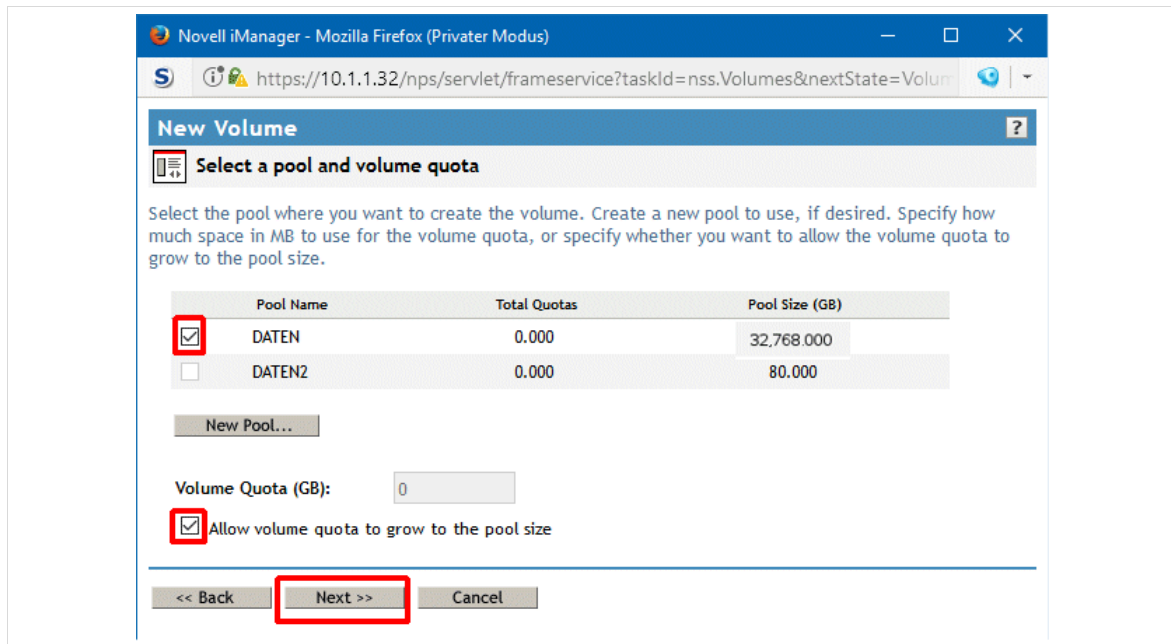 Novell iManager - Mozilla Firefox (Privater Modus)
https://10.1.1.32/nps/servlet/frameservice?taskId=nss.Volumes&nextState=Volum
New Volume
?
Select a pool and volume quota
Select the pool where you want to create the volume. Create a new pool to use, if desired. Specify how
much space in MB to use for the volume quota, or specify whether you want to allow the volume quota to
grow to the pool size.
Pool Name Total Quotas Pool Size (GB)
DATEN 0.000 32,768.000
DATEN2 0.000 80.000
New Pool...
Volume Quota (GB): 0
Allow volume quota to grow to the pool size
<< Back Next >> Cancel